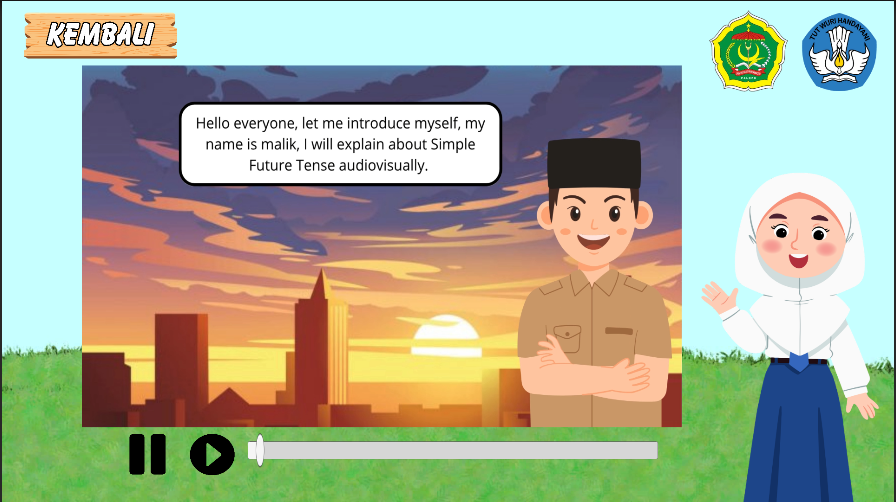 KEMBALI
TUT WURI HANDAYANI
Hello everyone, let me introduce myself, my
name is malik, I will explain about Simple
Future Tense audiovisually.